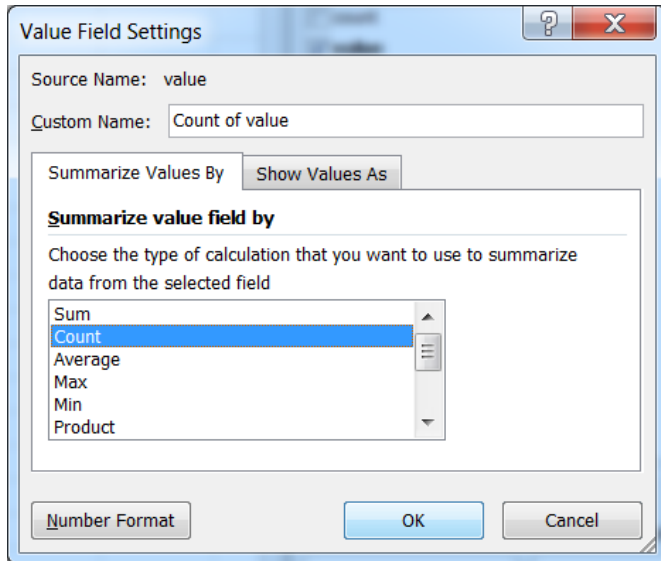 Value Field Settings
Source Name: value
Custom Name: Count of value
Summarize Values By Show Values As
Summarize value field by
Choose the type of calculation that you want to use to summarize
data from the selected field
Sum
Count
Average
Max
Min
Product
Number Format OK Cancel